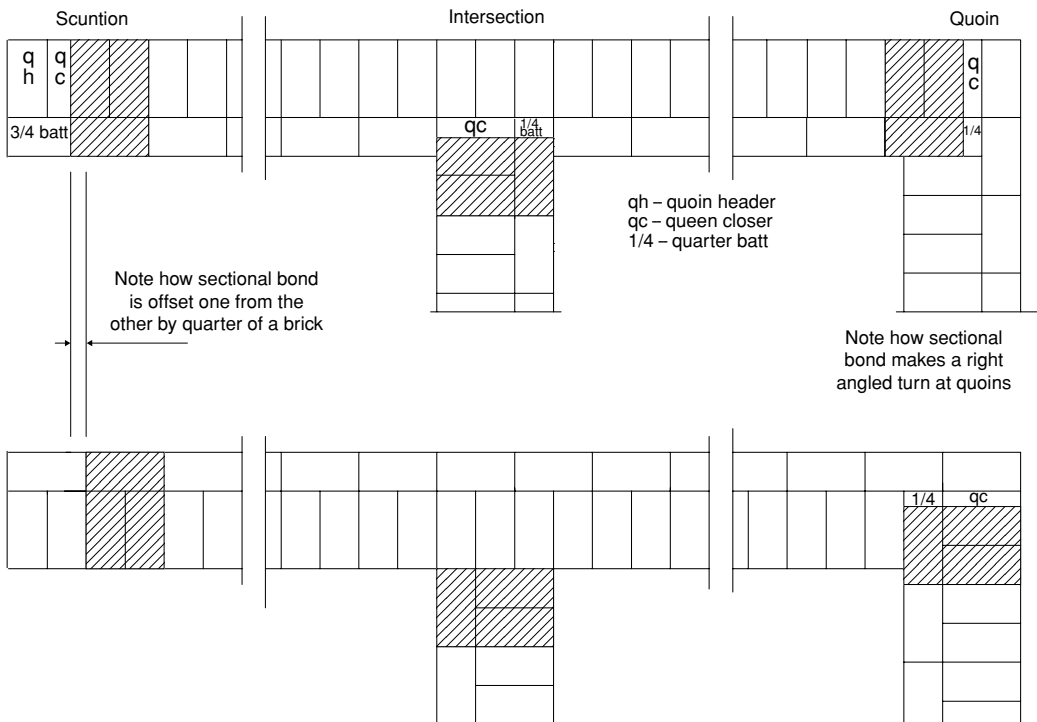 Scuntion
Intersection
Quoin
q h
q c
q c
3/4 batt
qc
1/4 batt
1/4
qh – quoin header
qc – queen closer
1/4 – quarter batt
Note how sectional bond
is offset one from the
other by quarter of a brick
Note how sectional
bond makes a right
angled turn at quoins
1/4
qc